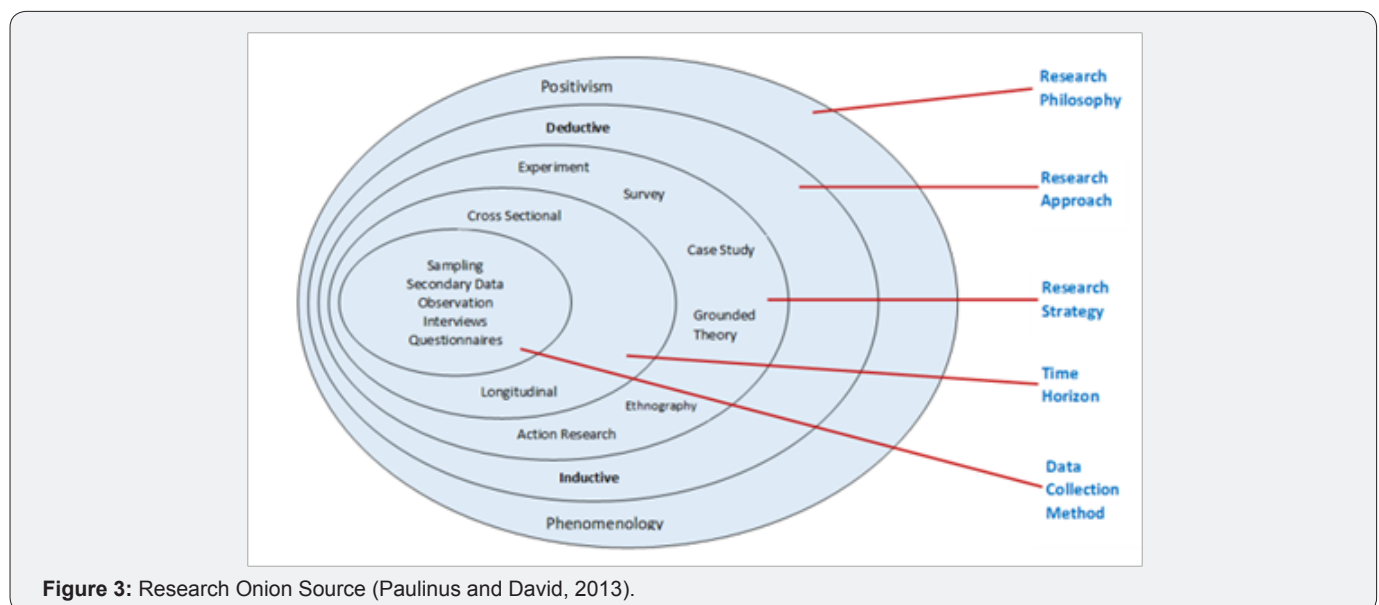 Positivism
Deductive
Experiment
Survey
Cross Sectional
Case Study
Sampling
Secondary Data
Observation
Interviews
Questionnaires
Grounded
Theory
Longitudinal
Ethnography
Action Research
Inductive
Phenomenology
Research
Philosophy
Research
Approach
Research
Strategy
Time
Horizon
Data
Collection
Method
Figure 3: Research Onion Source (Paulinus and David, 2013).